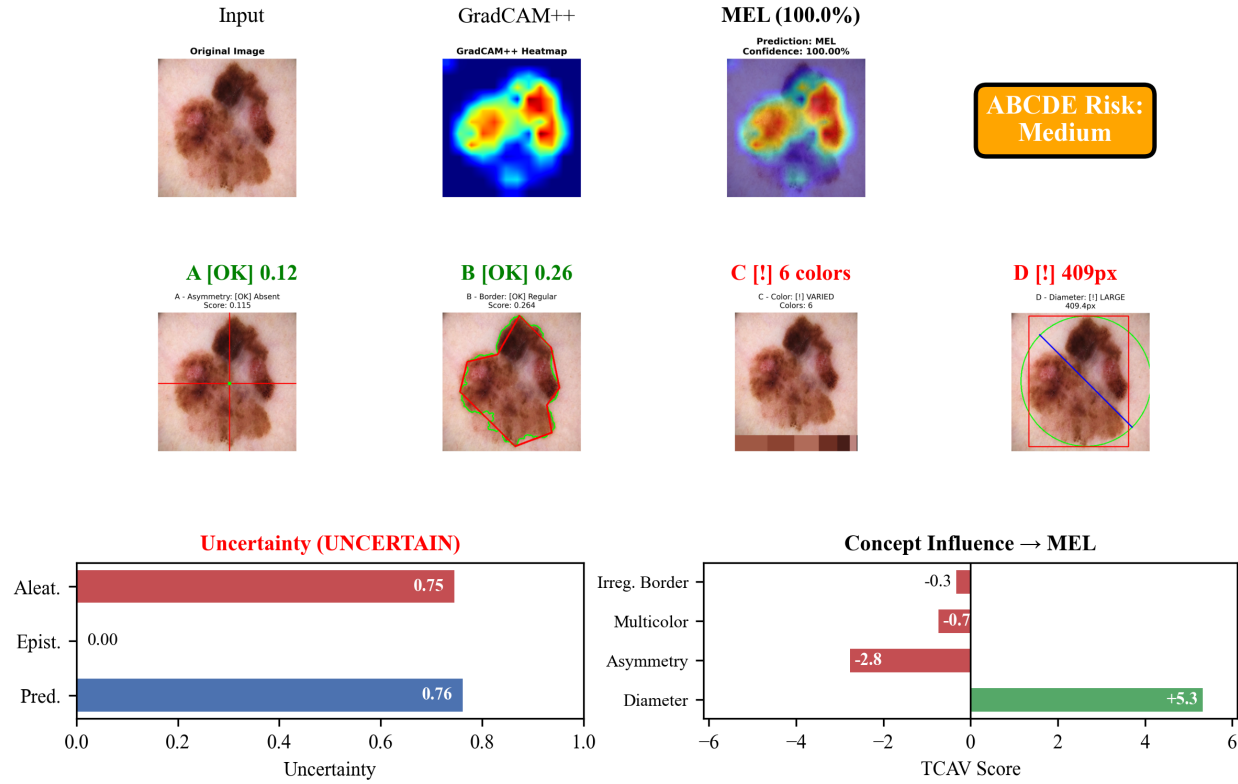 Input
GradCAM++
MEL (100.0%)
Original Image
GradCAM++ Heatmap
Prediction: MEL
Confidence: 100.00%
ABCDE Risk:
Medium
A [OK] 0.12
B [OK] 0.26
C [!] 6 colors
D [!] 409px
A - Asymmetry: [OK] Absent
Score: 0.115
B - Border: [OK] Regular
Score: 0.264
C - Color: [!] VARIED
Colors: 6
D - Diameter: [!] LARGE
409.4px
Uncertainty (UNCERTAIN)
Aleat.
0.75
Epist.
0.00
Pred.
0.76
0.0 0.2 0.4 0.6 0.8 1.0
Uncertainty
Concept Influence → MEL
Irreg. Border
-0.3
Multicolor
-0.7
Asymmetry
-2.8
Diameter
+5.3
−6 −4 −2 0 2 4 6
TCAV Score